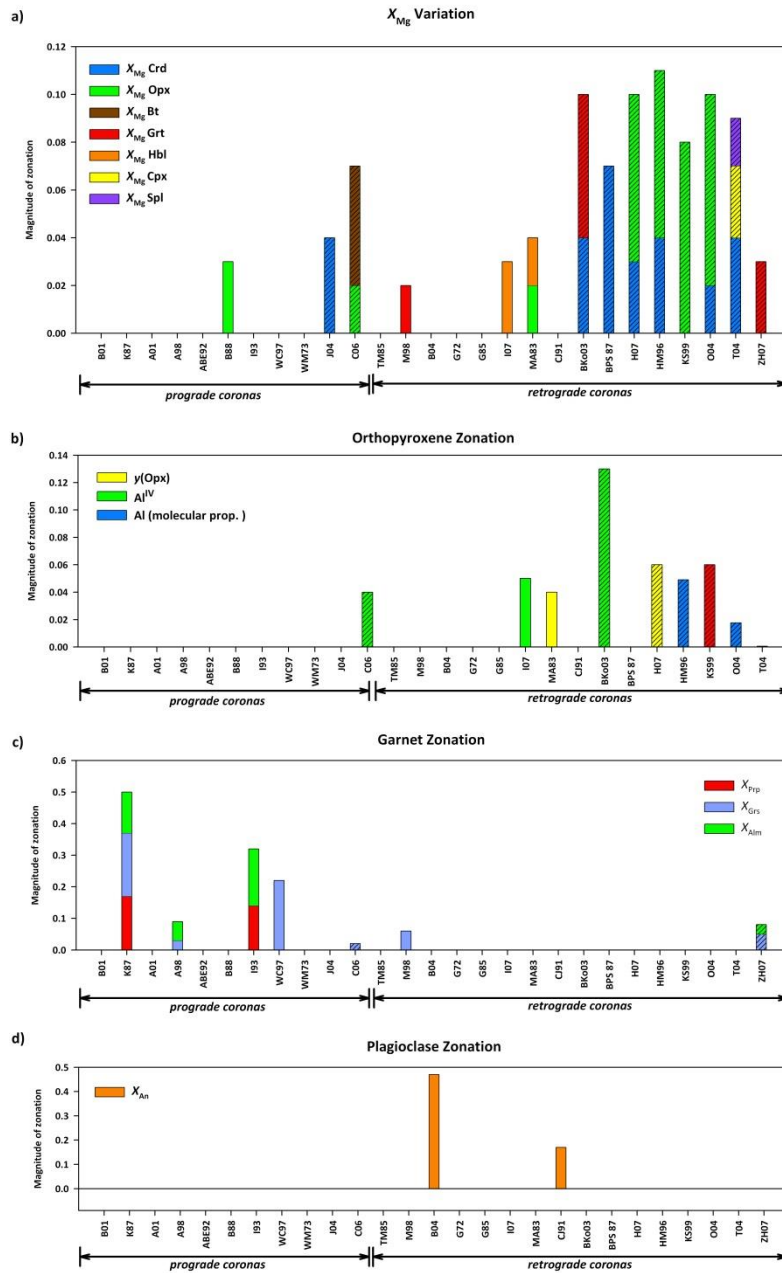 a)
XMg Variation
Magnitude of zonation
0.12
0.10
0.08
0.06
0.04
0.02
0.00
XMg Crd
XMg Opx
XMg Bt
XMg Grt
XMg Hbl
XMg Cpx
XMg Spl
B01 K87 A01 A98 ABE92 B88 I93 WC97 WM73 J04 C06 TM85 M98 B04 G72 G85 I07 MA83 CJ91 BKo03 BPS 87 H07 HM96 KS99 O04 T04 ZH07
prograde coronas retrograde coronas
b)
Orthopyroxene Zonation
Magnitude of zonation
0.14
0.12
0.10
0.08
0.06
0.04
0.02
0.00
y(Opx)
AlIV
Al (molecular prop. )
B01 K87 A01 A98 ABE92 B88 I93 WC97 WM73 J04 C06 TM85 M98 B04 G72 G85 I07 MA83 CJ91 BKo03 BPS 87 H07 HM96 KS99 O04 T04
prograde coronas retrograde coronas
c)
Garnet Zonation
Magnitude of zonation
0.6
0.5
0.4
0.3
0.2
0.1
0.0
XPrp
XGrs
XAlm
B01 K87 A01 A98 ABE92 B88 I93 WC97 WM73 J04 C06 TM85 M98 B04 G72 G85 I07 MA83 CJ91 BKo03 BPS 87 H07 HM96 KS99 O04 T04 ZH07
prograde coronas retrograde coronas
d)
Plagioclase Zonation
Magnitude of zonation
0.5
0.4
0.3
0.2
0.1
0.0
XAn
B01 K87 A01 A98 ABE92 B88 I93 WC97 WM73 J04 C06 TM85 M98 B04 G72 G85 I07 MA83 CJ91 BKo03 BPS 87 H07 HM96 KS99 O04 T04 ZH07
prograde coronas retrograde coronas